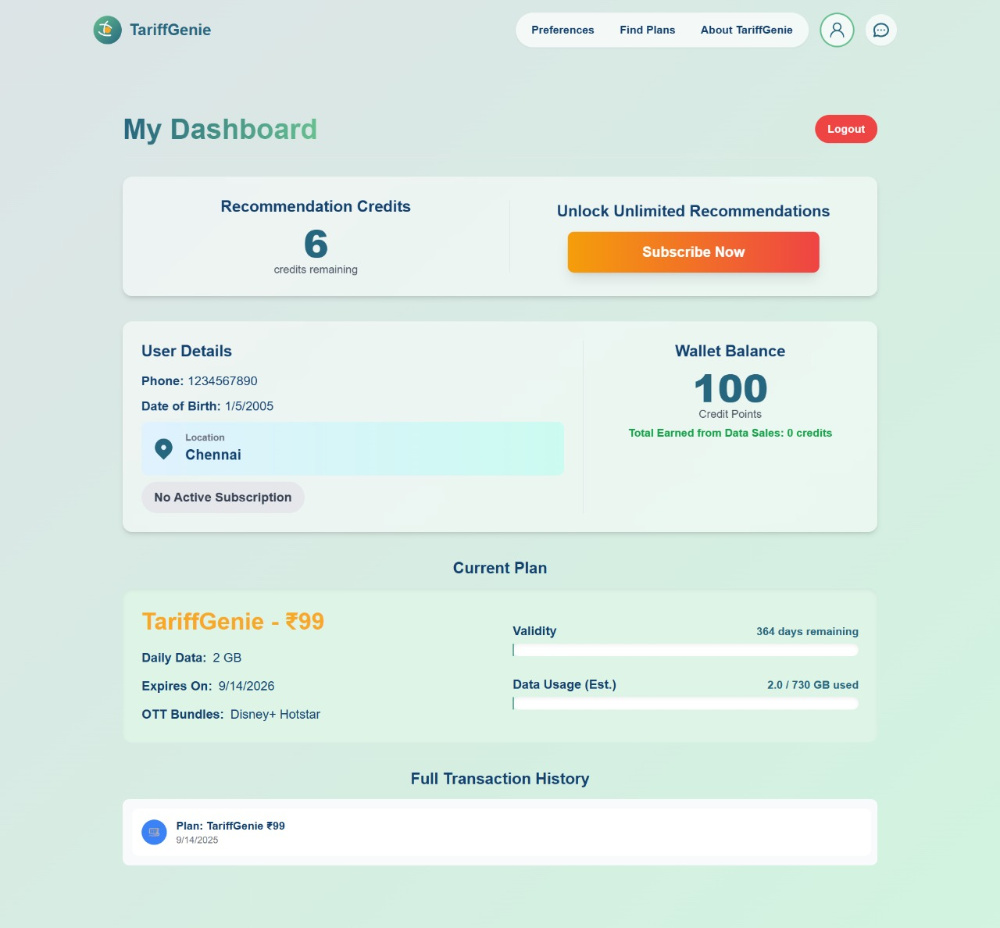 TariffGenie
Preferences
Find Plans
About TariffGenie
My Dashboard
Logout
Recommendation Credits
6
credits remaining
Unlock Unlimited Recommendations
Subscribe Now
User Details
Phone: 1234567890
Date of Birth: 1/5/2005
Location
Chennai
No Active Subscription
Wallet Balance
100
Credit Points
Total Earned from Data Sales: 0 credits
Current Plan
TariffGenie - ₹99
Daily Data: 2 GB
Expires On: 9/14/2026
OTT Bundles: Disney+ Hotstar
Validity
364 days remaining
Data Usage (Est.)
2.0 / 730 GB used
Full Transaction History
Plan: TariffGenie ₹99
9/14/2025